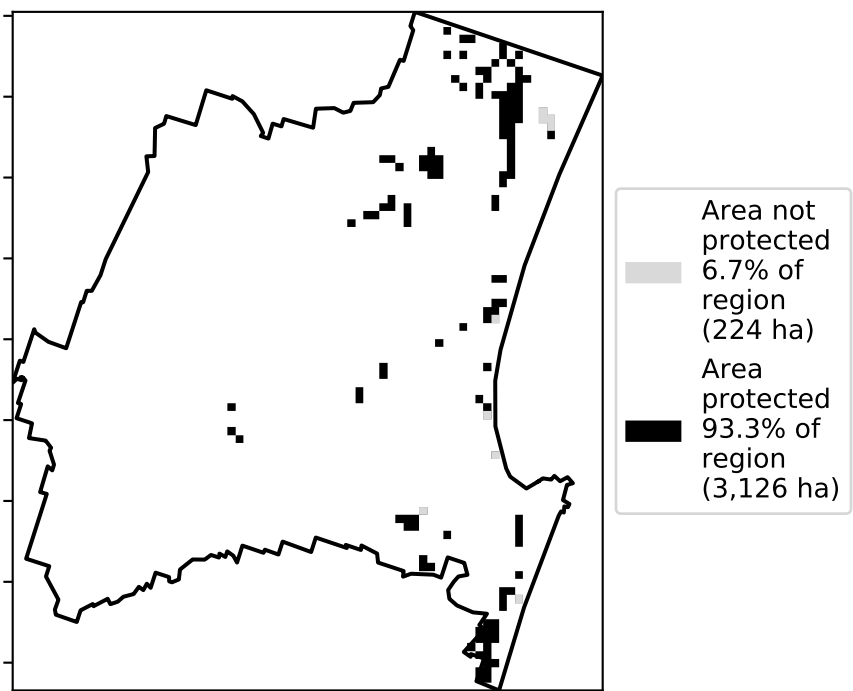 Area not
protected
6.7% of
region
(224 ha)
Area
protected
93.3% of
region
(3,126 ha)